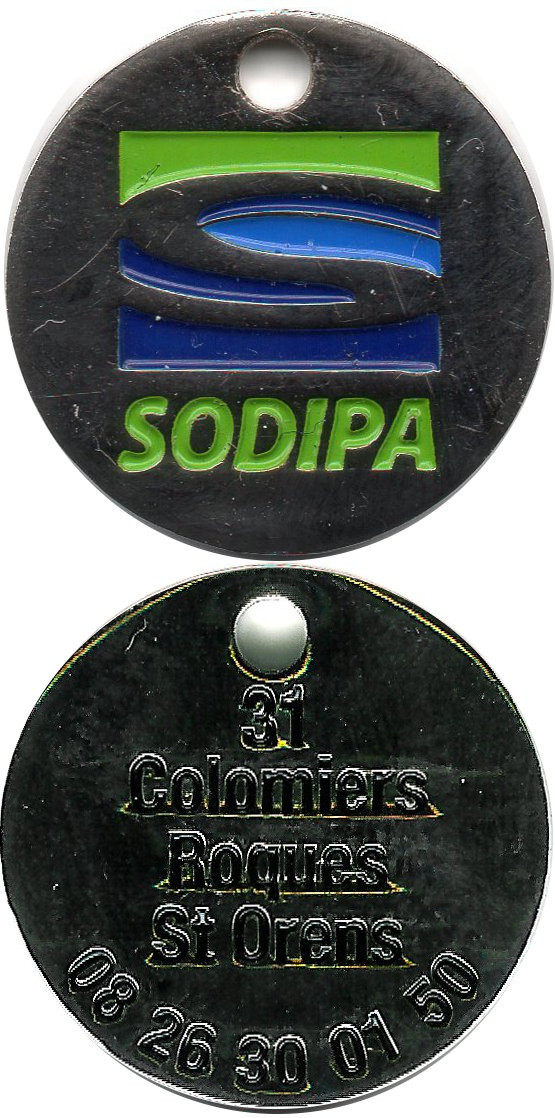 SODIPA
31
Colomiers
Roques
St Orens
08 26 30 01 50